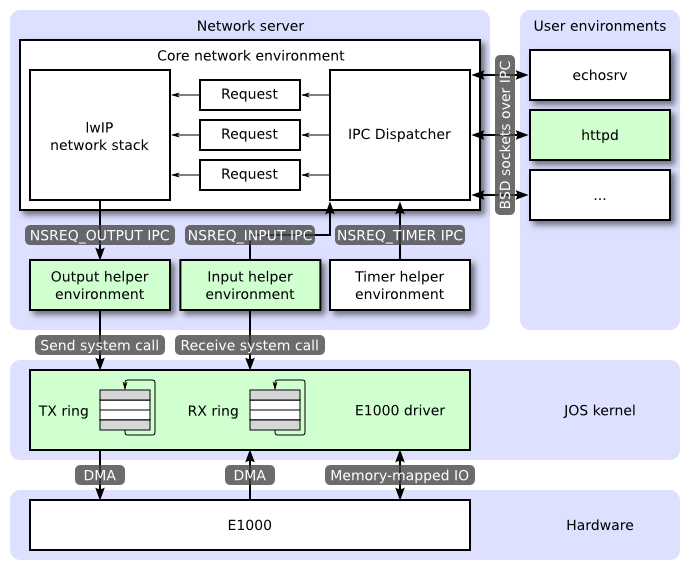 Network server
User environments
Core network environment
lwIP
network stack
Request
Request
Request
IPC Dispatcher
BSD sockets over IPC
echosrv
httpd
...
NSREQ_OUTPUT IPC
NSREQ_INPUT IPC
NSREQ_TIMER IPC
Output helper
environment
Input helper
environment
Timer helper
environment
Send system call
Receive system call
TX ring
RX ring
E1000 driver
JOS kernel
DMA
DMA
Memory-mapped IO
E1000
Hardware